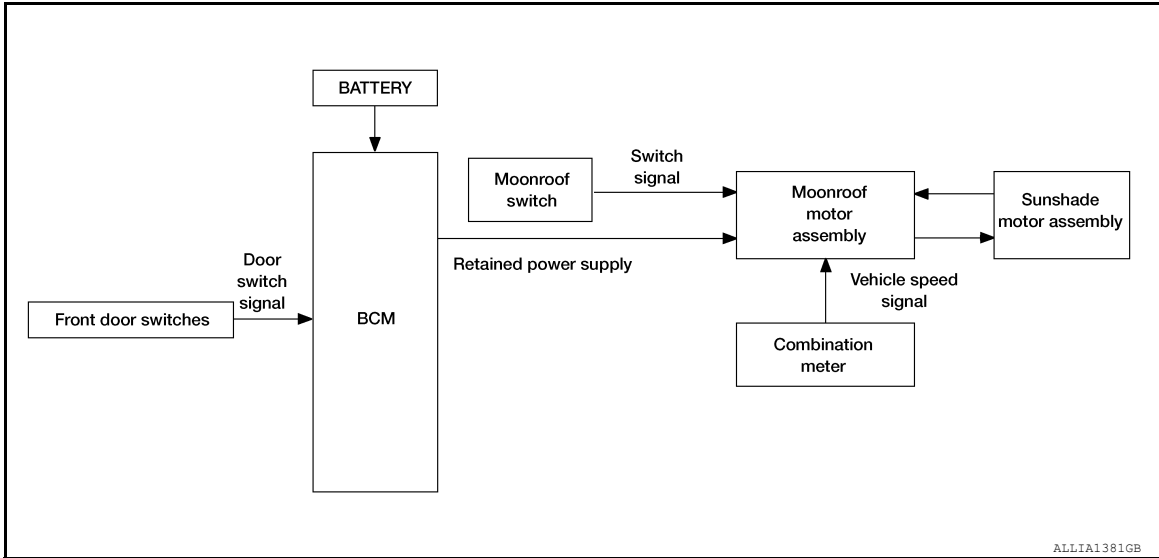 BATTERY
Moonroof
switch
Switch
signal
Moonroof
motor
assembly
Sunshade
motor assembly
Door
switch
signal
Retained power supply
Vehicle speed
signal
Front door switches
BCM
Combination
meter
ALLIA1381GB